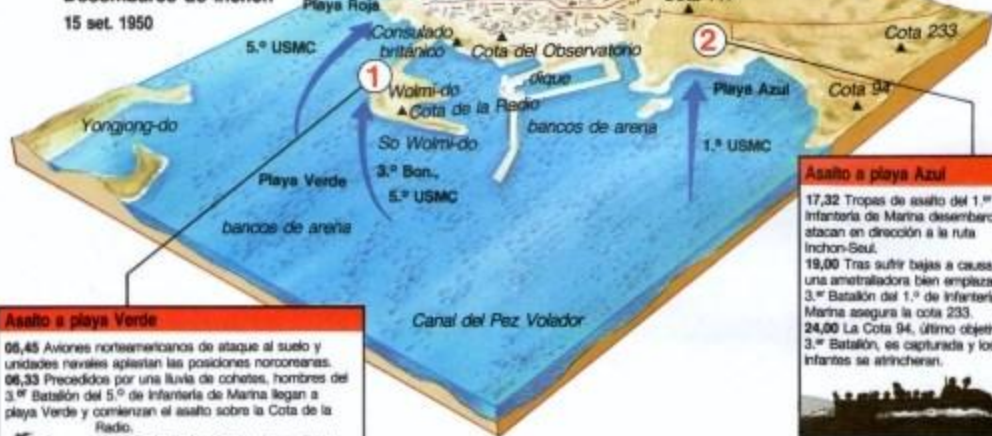 Desembarco de Inchon
15 set. 1950
Playa Roja
5.º USMC
Consulado
británico
Cota del Observatorio
2
Cota 233
1
dique
Wolmi-do
Cota de la Radio
Playa Azul
Cota 94
Yongjong-do
bancos de arena
So Wolmi-do
1.º USMC
Playa Verde
3.º Bon.,
5.º USMC
bancos de arena
Canal del Pez Volador
Asalto a playa Azul
17,32 Tropas de asalto del 1.º
Infantería de Marina desembarc
atacan en dirección a la ruta
Inchon-Seul.
19,00 Tras sufrir bajas a causa
una ametralladora bien emplaza
3.er Batallón del 1.º de Infanterí
Marina asegura la cota 233.
24,00 La Cota 94, último objeti
3.er Batallón, es capturada y los
infantes se atrincheran.
Asalto a playa Verde
06,45 Aviones norteamericanos de ataque al suelo y
unidades navales aplastan las posiciones norcoreanas.
06,33 Precedidos por una lluvia de cohetes, hombres del
3.er Batallón del 5.º de Infantería de Marina llegan a
playa Verde y comienzan el asalto sobre la Cota de la
Radio.